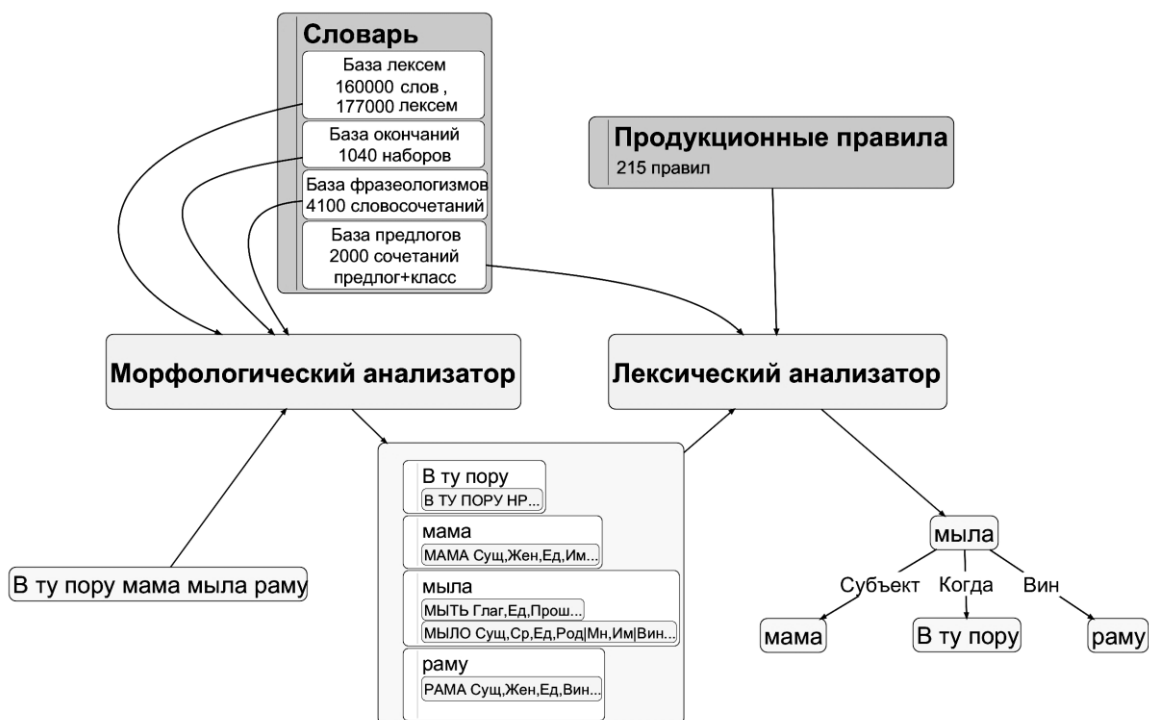 Словарь
База лексем
160000 слов ,
177000 лексем
База окончаний
1040 наборов
База фразеологизмов
4100 словосочетаний
База предлогов
2000 сочетаний
предлог+класс
Продукционные правила
215 правил
Морфологический анализатор
Лексический анализатор
В ту пору мама мыла раму
В ту пору
В ТУ ПОРУ НР...
мама
МАМА Сущ,Жен,Ед,Им...
мыла
МЫТЬ Глаг,Ед,Прош...
МЫЛО Сущ,Ср,Ед,Род|Мн,Им|Вин...
раму
РАМА Сущ,Жен,Ед,Вин...
мыла
Субъект Когда Вин
мама В ту пору раму